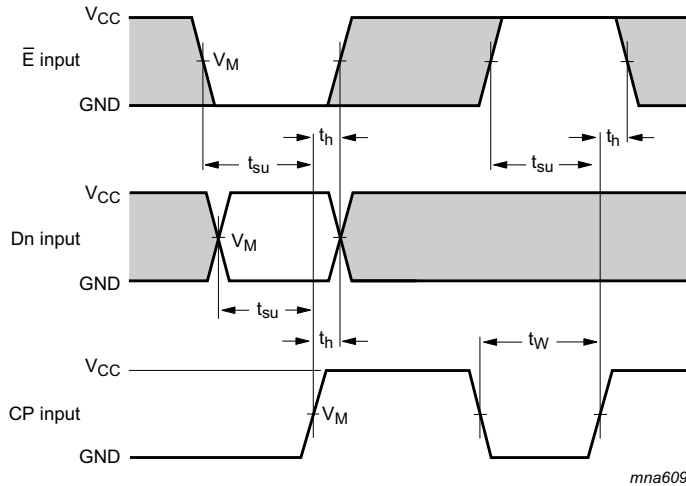 VCC
E̅ input
VM
GND
th
th
tsu
tsu
VCC
Dn input
VM
GND
tsu
th
tW
VCC
CP input
VM
GND
mna609